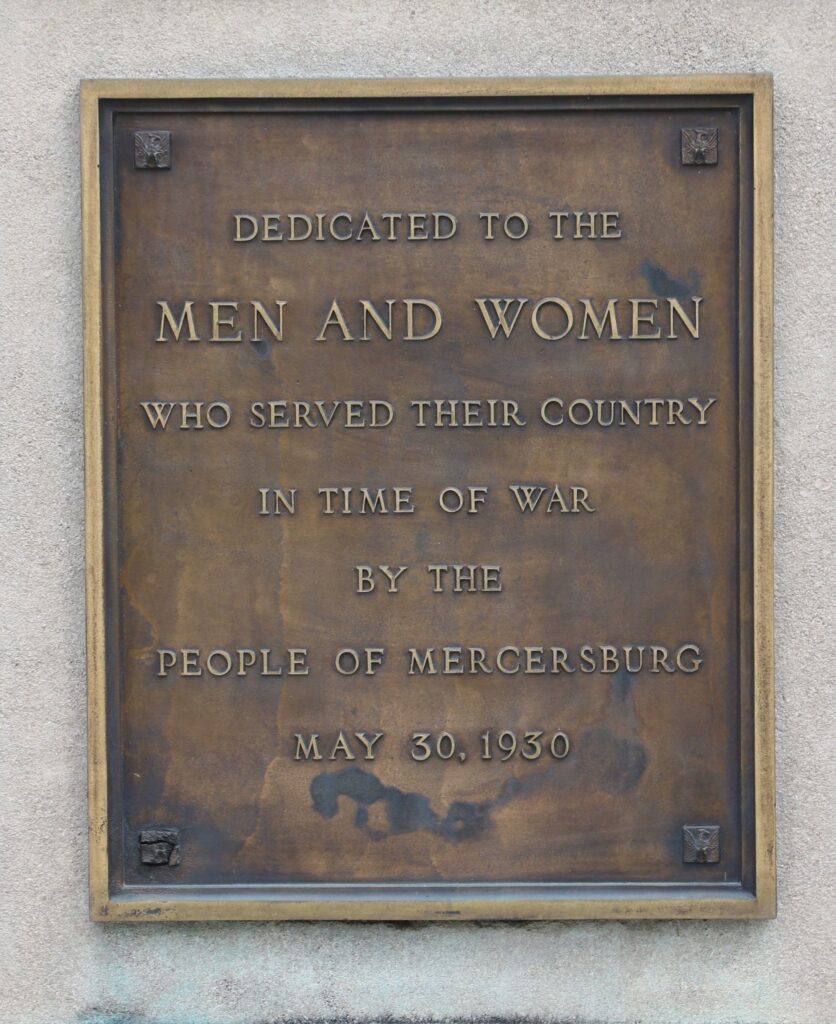 DEDICATED TO THE
MEN AND WOMEN
WHO SERVED THEIR COUNTRY
IN TIME OF WAR
BY THE
PEOPLE OF MERCERSBURG
MAY 30, 1930